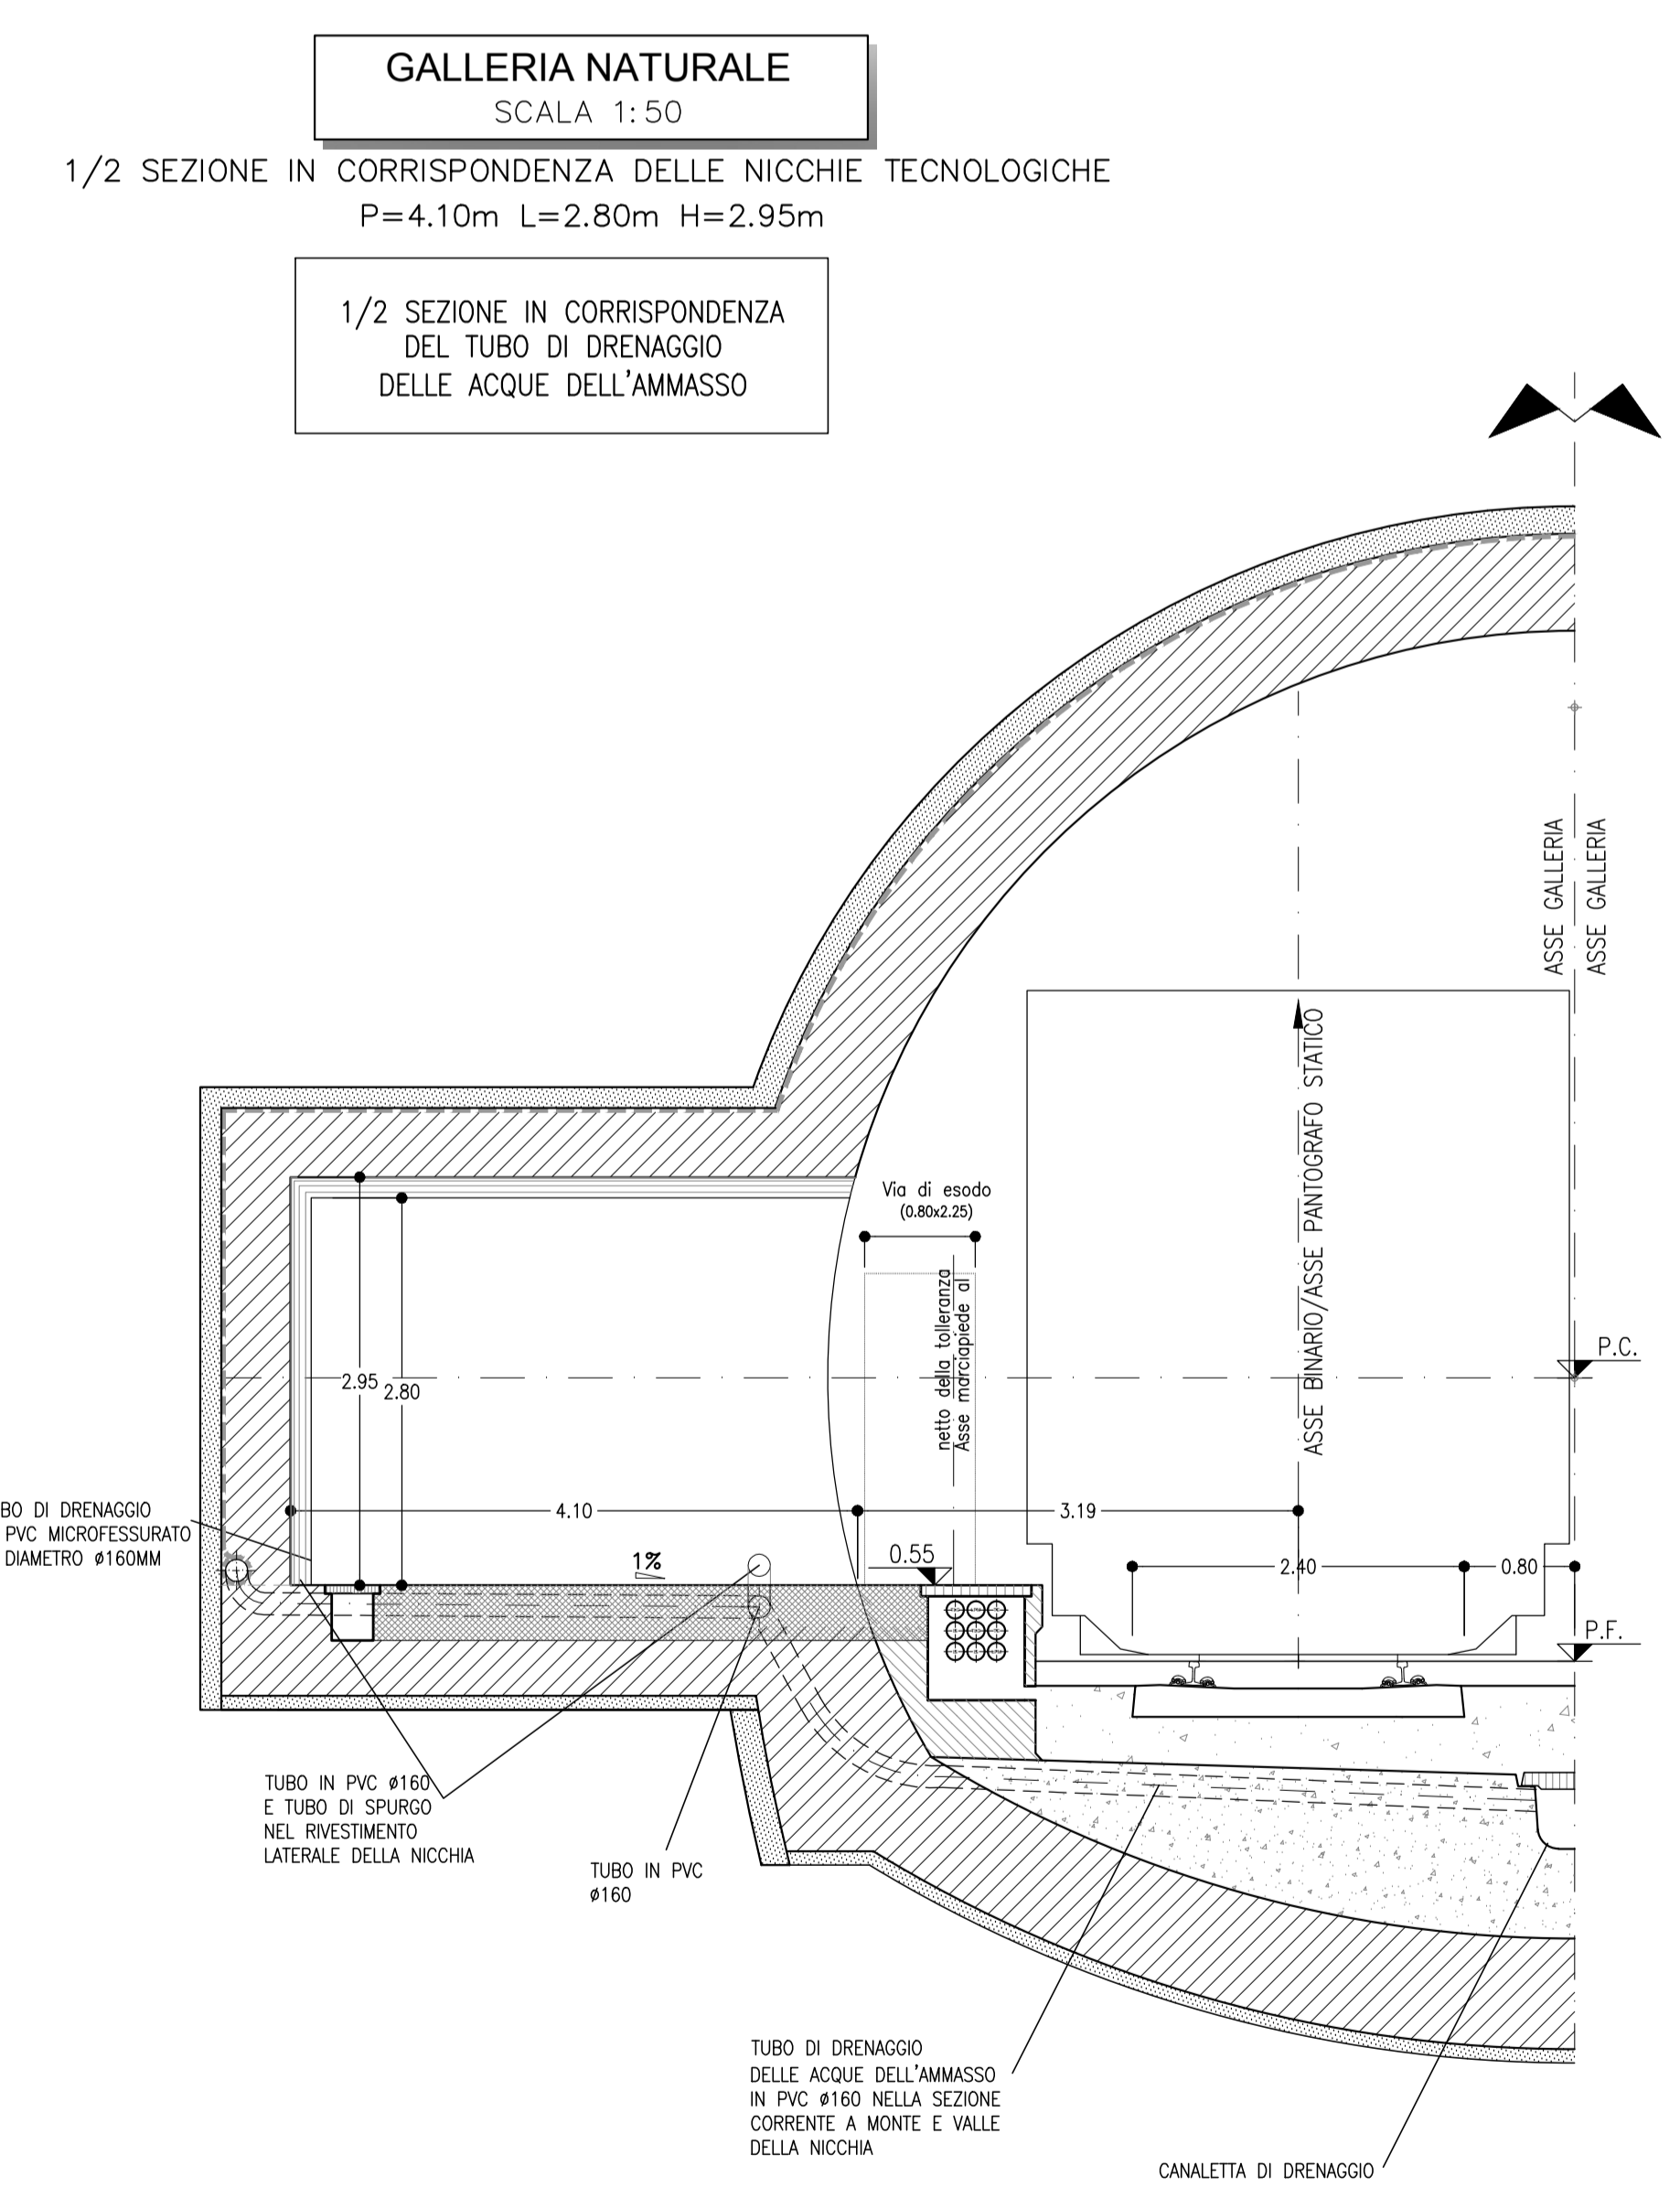 GALLERIA NATURALE
SCALA 1:50
1/2 SEZIONE IN CORRISPONDENZA DELLE NICCHIE TECNOLOGICHE
P=4.10m L=2.80m H=2.95m
1/2 SEZIONE IN CORRISPONDENZA
DEL TUBO DI DRENAGGIO
DELLE ACQUE DELL'AMMASSO
ASSE GALLERIA
ASSE GALLERIA
ASSE BINARIO/ASSE PANTOGRAFO STATICO
Via di esodo
(0.80x2.25)
netto della tolleranza
Asse marciapiede al
P.C.
2.95
2.80
4.10
3.19
BO DI DRENAGGIO
PVC MICROFESSURATO
DIAMETRO ø160MM
1%
0.55
2.40
0.80
P.F.
TUBO IN PVC ø160
E TUBO DI SPURGO
NEL RIVESTIMENTO
LATERALE DELLA NICCHIA
TUBO IN PVC
ø160
TUBO DI DRENAGGIO
DELLE ACQUE DELL'AMMASSO
IN PVC ø160 NELLA SEZIONE
CORRENTE A MONTE E VALLE
DELLA NICCHIA
CANALETTA DI DRENAGGIO